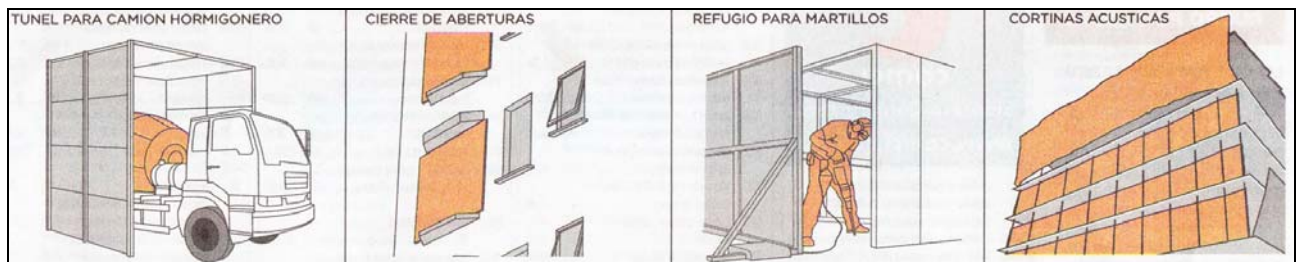 TUNEL PARA CAMION HORMIGONERO
CIERRE DE ABERTURAS
REFUGIO PARA MARTILLOS
CORTINAS ACUSTICAS